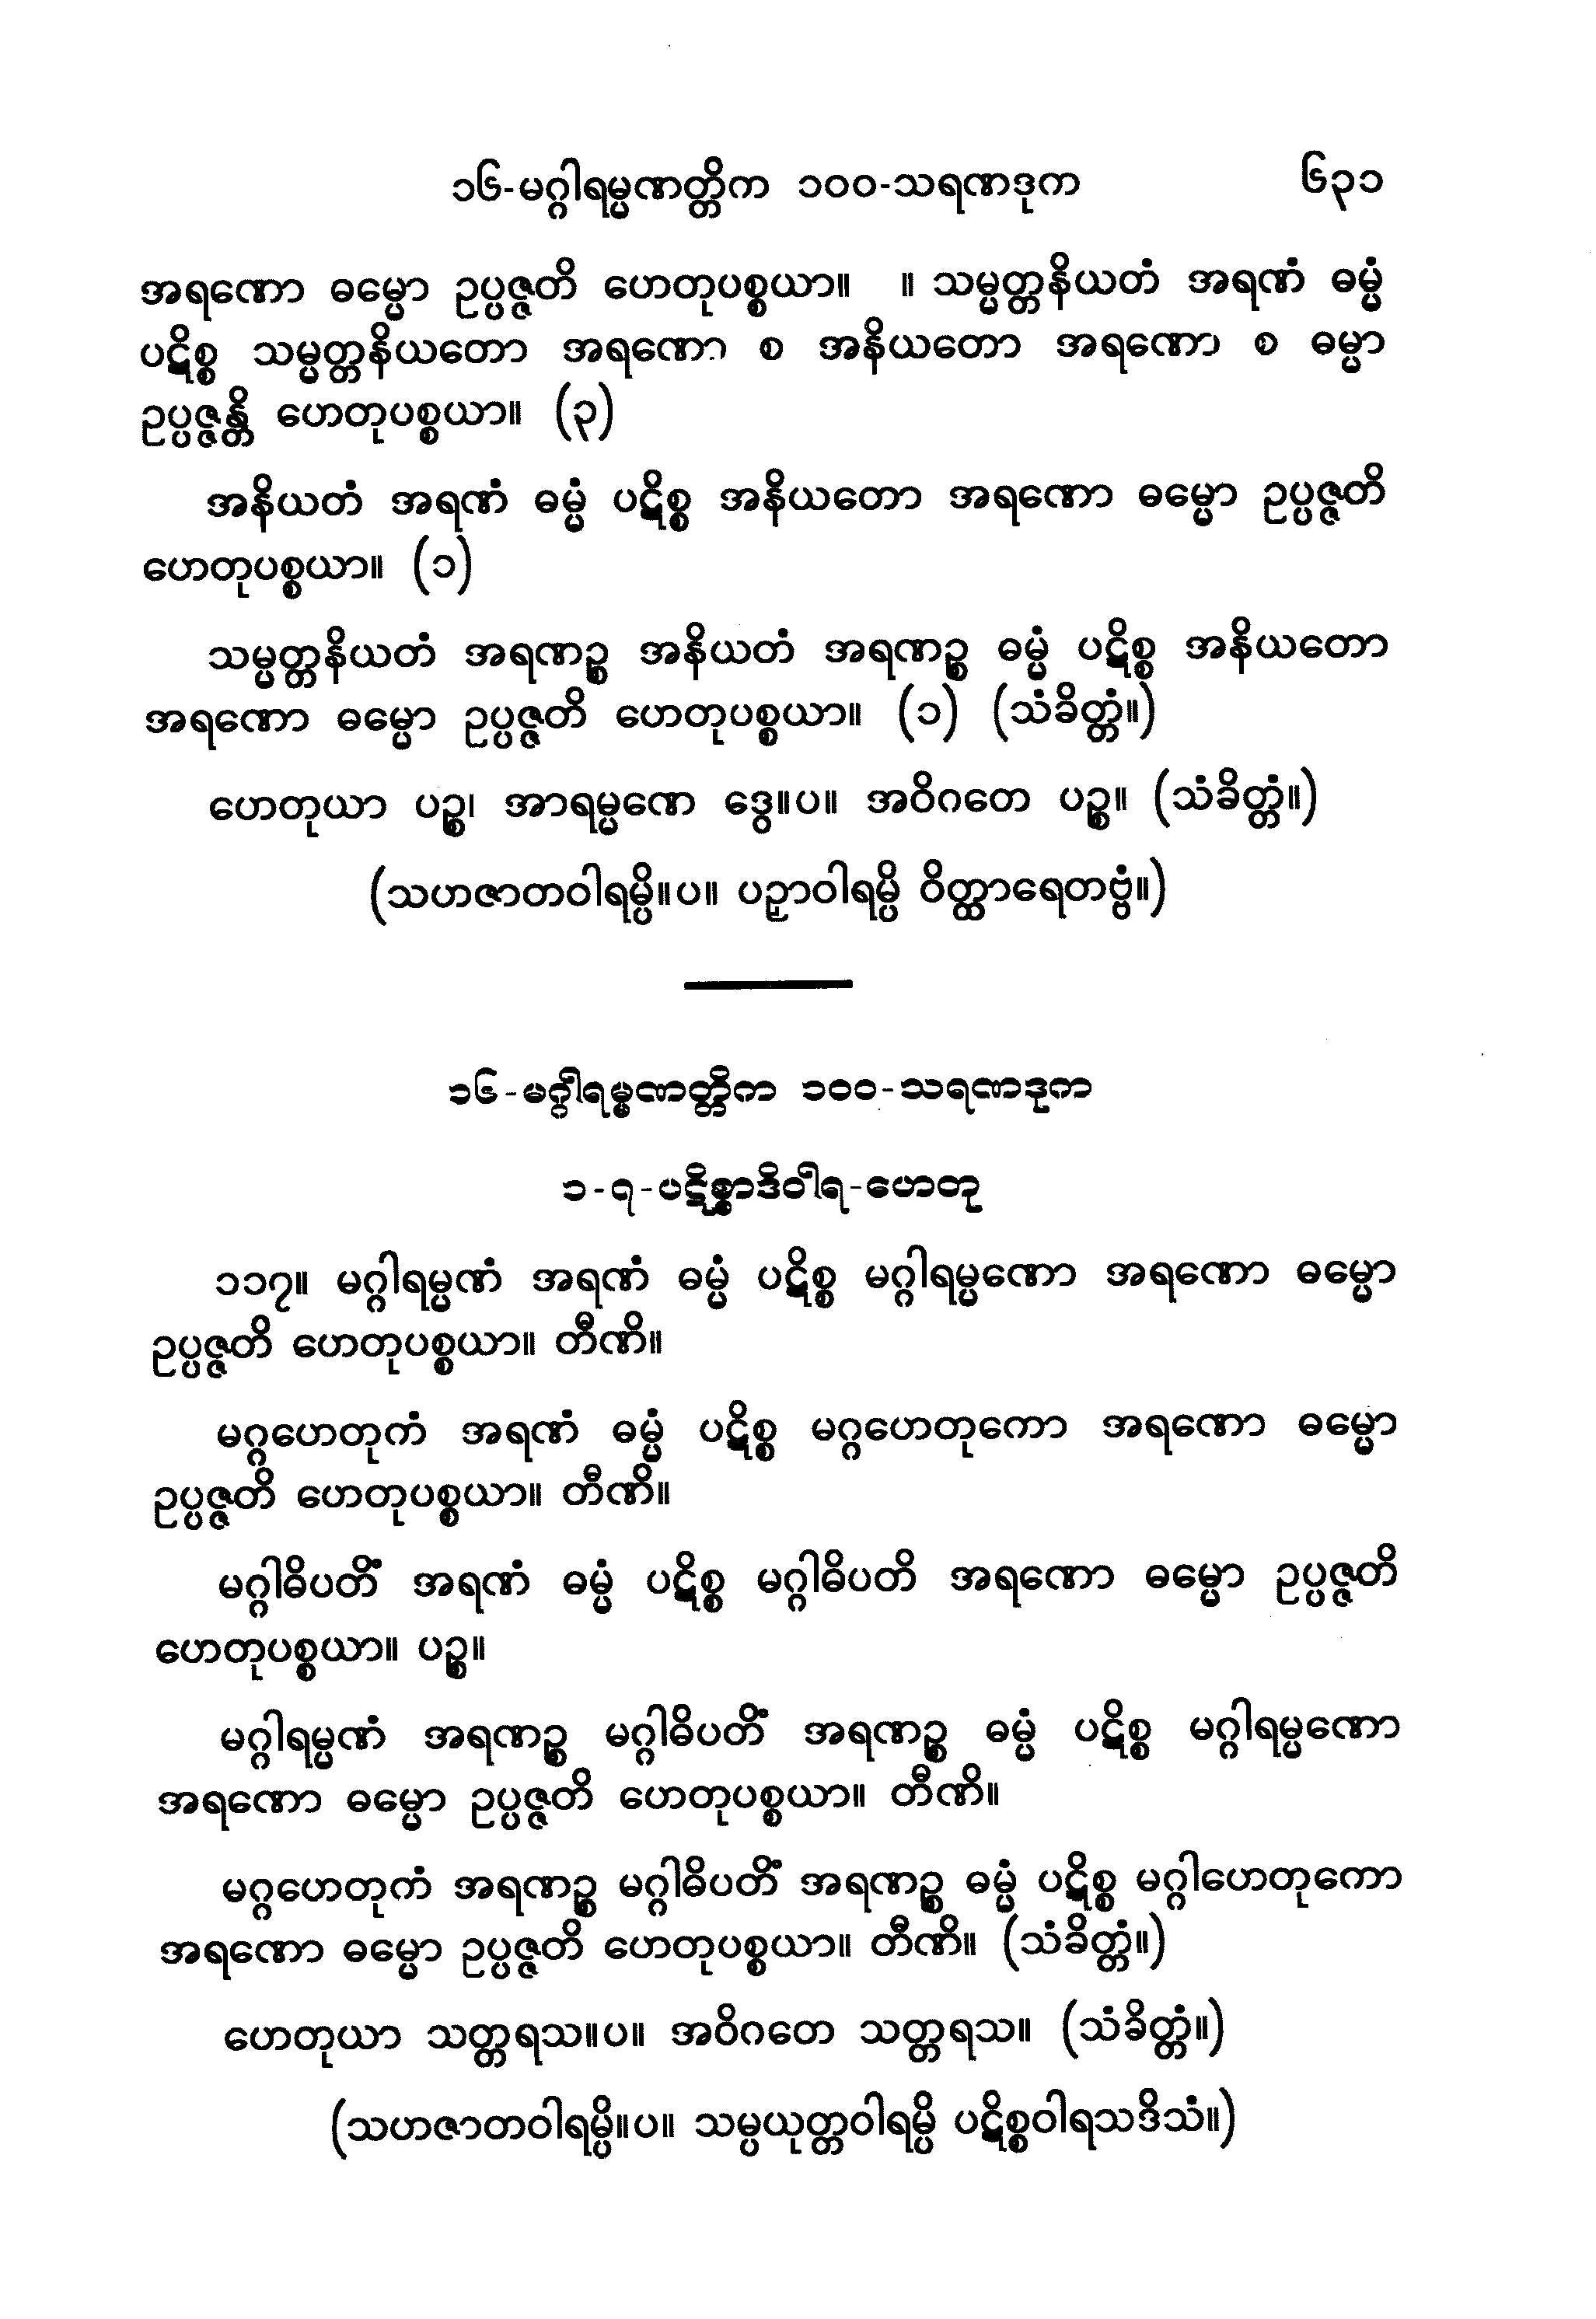 ၁၆-မဂ္ဂါရမ္မဏတ္တိက ၁၀၀-သရဏဒုက ၆၃၁
အရဏော ဓမ္မော ဥပ္ပဇ္ဇတိ ဟေတုပစ္စယာ။ ။ သမ္မတ္တနိယတံ အရဏံ ဓမ္မံ
ပဋိစ္စ သမ္မတ္တနိယတော အရဏော စ အနိယတော အရဏော စ ဓမ္မာ
ဥပ္ပဇ္ဇန္တိ ဟေတုပစ္စယာ။ (၃)
အနိယတံ အရဏံ ဓမ္မံ ပဋိစ္စ အနိယတော အရဏော ဓမ္မော ဥပ္ပဇ္ဇတိ
ဟေတုပစ္စယာ။ (၁)
သမ္မတ္တနိယတံ အရဏဉ္စ အနိယတံ အရဏဉ္စ ဓမ္မံ ပဋိစ္စ အနိယတော
အရဏော ဓမ္မော ဥပ္ပဇ္ဇတိ ဟေတုပစ္စယာ။ (၁) (သံခိတ္တံ။)
ဟေတုယာ ပဉ္စ၊ အာရမ္မဏေ ဒွေ။ပ။ အဝိဂတေ ပဉ္စ။ (သံခိတ္တံ။)
(သဟဇာတဝါရမ္ပိ။ပ။ ပဉှာဝါရမ္ပိ ဝိတ္ထာရေတဗ္ဗံ။)
၁၆-မဂ္ဂါရမ္မဏတ္တိက ၁၀၀-သရဏဒုက
၁-၇-ပဋိစ္စာဒိဝါရ-ဟေတု
၁၁၇။ မဂ္ဂါရမ္မဏံ အရဏံ ဓမ္မံ ပဋိစ္စ မဂ္ဂါရမ္မဏော အရဏော ဓမ္မော
ဥပ္ပဇ္ဇတိ ဟေတုပစ္စယာ။ တီဏိ။
မဂ္ဂဟေတုကံ အရဏံ ဓမ္မံ ပဋိစ္စ မဂ္ဂဟေတုကော အရဏော ဓမ္မော
ဥပ္ပဇ္ဇတိ ဟေတုပစ္စယာ။ တီဏိ။
မဂ္ဂါဓိပတိံ အရဏံ ဓမ္မံ ပဋိစ္စ မဂ္ဂါဓိပတိ အရဏော ဓမ္မော ဥပ္ပဇ္ဇတိ
ဟေတုပစ္စယာ။ ပဉ္စ။
မဂ္ဂါရမ္မဏံ အရဏဉ္စ မဂ္ဂါဓိပတိံ အရဏဉ္စ ဓမ္မံ ပဋိစ္စ မဂ္ဂါရမ္မဏော
အရဏော ဓမ္မော ဥပ္ပဇ္ဇတိ ဟေတုပစ္စယာ။ တီဏိ။
မဂ္ဂဟေတုကံ အရဏဉ္စ မဂ္ဂါဓိပတိံ အရဏဉ္စ ဓမ္မံ ပဋိစ္စ မဂ္ဂါဟေတုကော
အရဏော ဓမ္မော ဥပ္ပဇ္ဇတိ ဟေတုပစ္စယာ။ တီဏိ။ (သံခိတ္တံ။)
ဟေတုယာ သတ္တရသ။ပ။ အဝိဂတေ သတ္တရသ။ (သံခိတ္တံ။)
(သဟဇာတဝါရမ္ပိ။ပ။ သမ္ပယုတ္တဝါရမ္ပိ ပဋိစ္စဝါရသဒိသံ။)